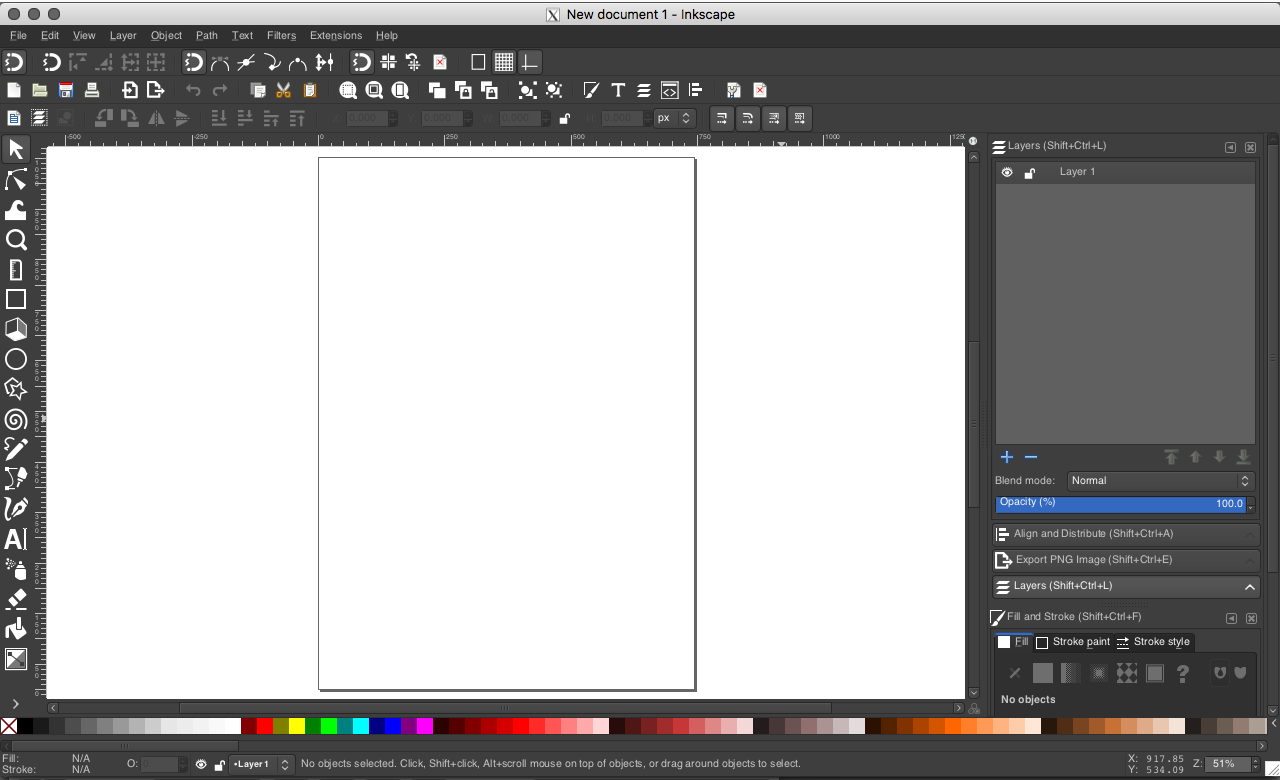 New document 1 - Inkscape
File Edit View Layer Object Path Text Filters Extensions Help
X: 0.000 Y: 0.000 W: 0.000 H: 0.000 px
-500 -250 0 250 500 750 1000 1250
Layers (Shift+Ctrl+L)
Layer 1
Blend mode: Normal
Opacity (%) 100.0
Align and Distribute (Shift+Ctrl+A)
Export PNG Image (Shift+Ctrl+E)
Layers (Shift+Ctrl+L)
Fill and Stroke (Shift+Ctrl+F)
Fill Stroke paint Stroke style
No objects
Fill: N/A
Stroke: N/A
O: 0
•Layer 1
No objects selected. Click, Shift+click, Alt+scroll mouse on top of objects, or drag around objects to select.
X: 917.85
Y: 534.09
Z: 51%